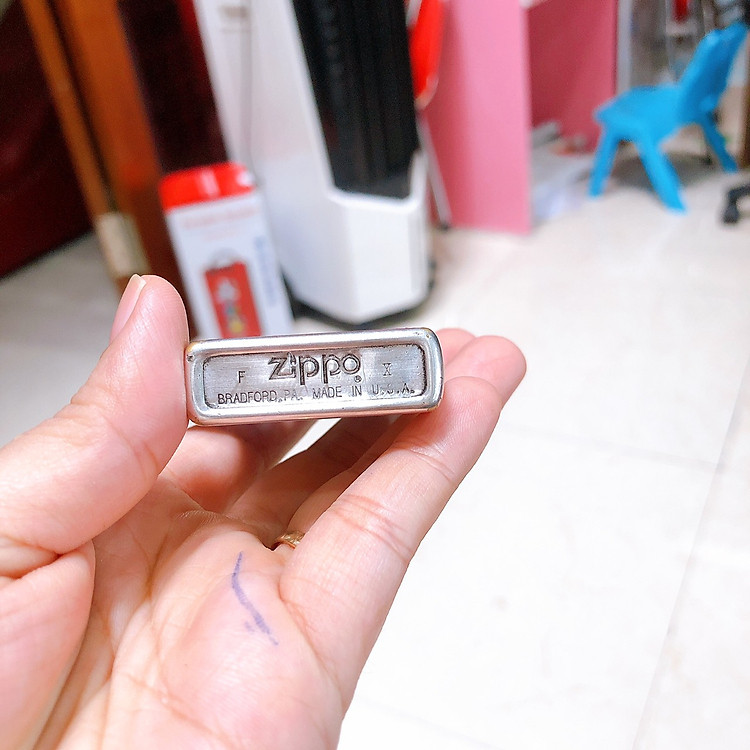 F Zippo ® X
BRADFORD, PA. MADE IN U.S.A.